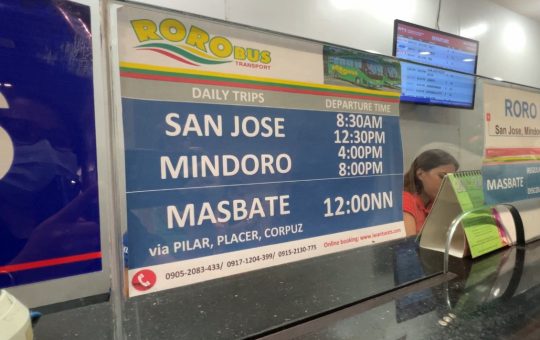 RORO BUS
TRANSPORT
DAILY TRIPS
DEPARTURE TIME
SAN JOSE
MINDORO
8:30AM
12:30PM
4:00PM
8:00PM
MASBATE
12:00NN
via PILAR, PLACER, CORPUZ
0905-2083-433/ 0917-1204-399/ 0915-2130-775
Online booking:
RORO
San Jose, Mindoro
MASBATE